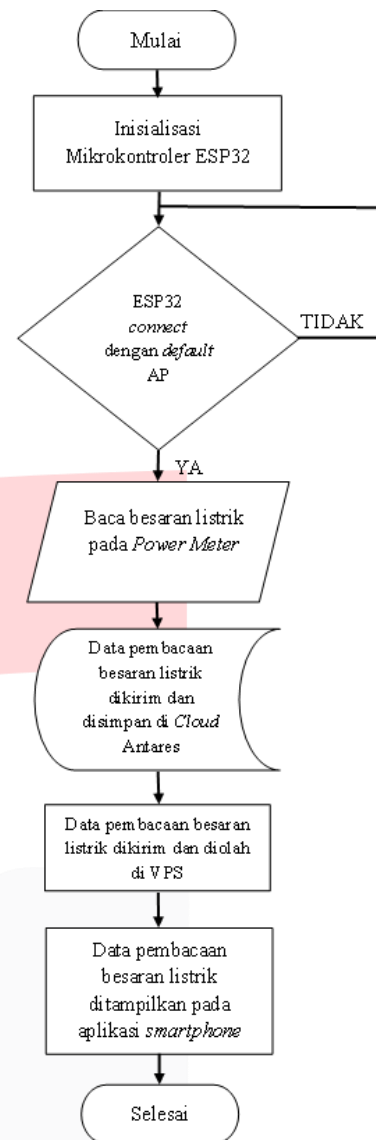 Mulai
Inisialisasi
Mikrokontroler ESP32
ESP32
connect
dengan default
AP
TIDAK
YA
Baca besaran listrik
pada Power Meter
Data pembacaan
besaran listrik
dikirim dan
disimpan di Cloud
Antares
Data pembacaan besaran
listrik dikirim dan diolah
di VPS
Data pembacaan
besaran listrik
ditampilkan pada
aplikasi smartphone
Selesai